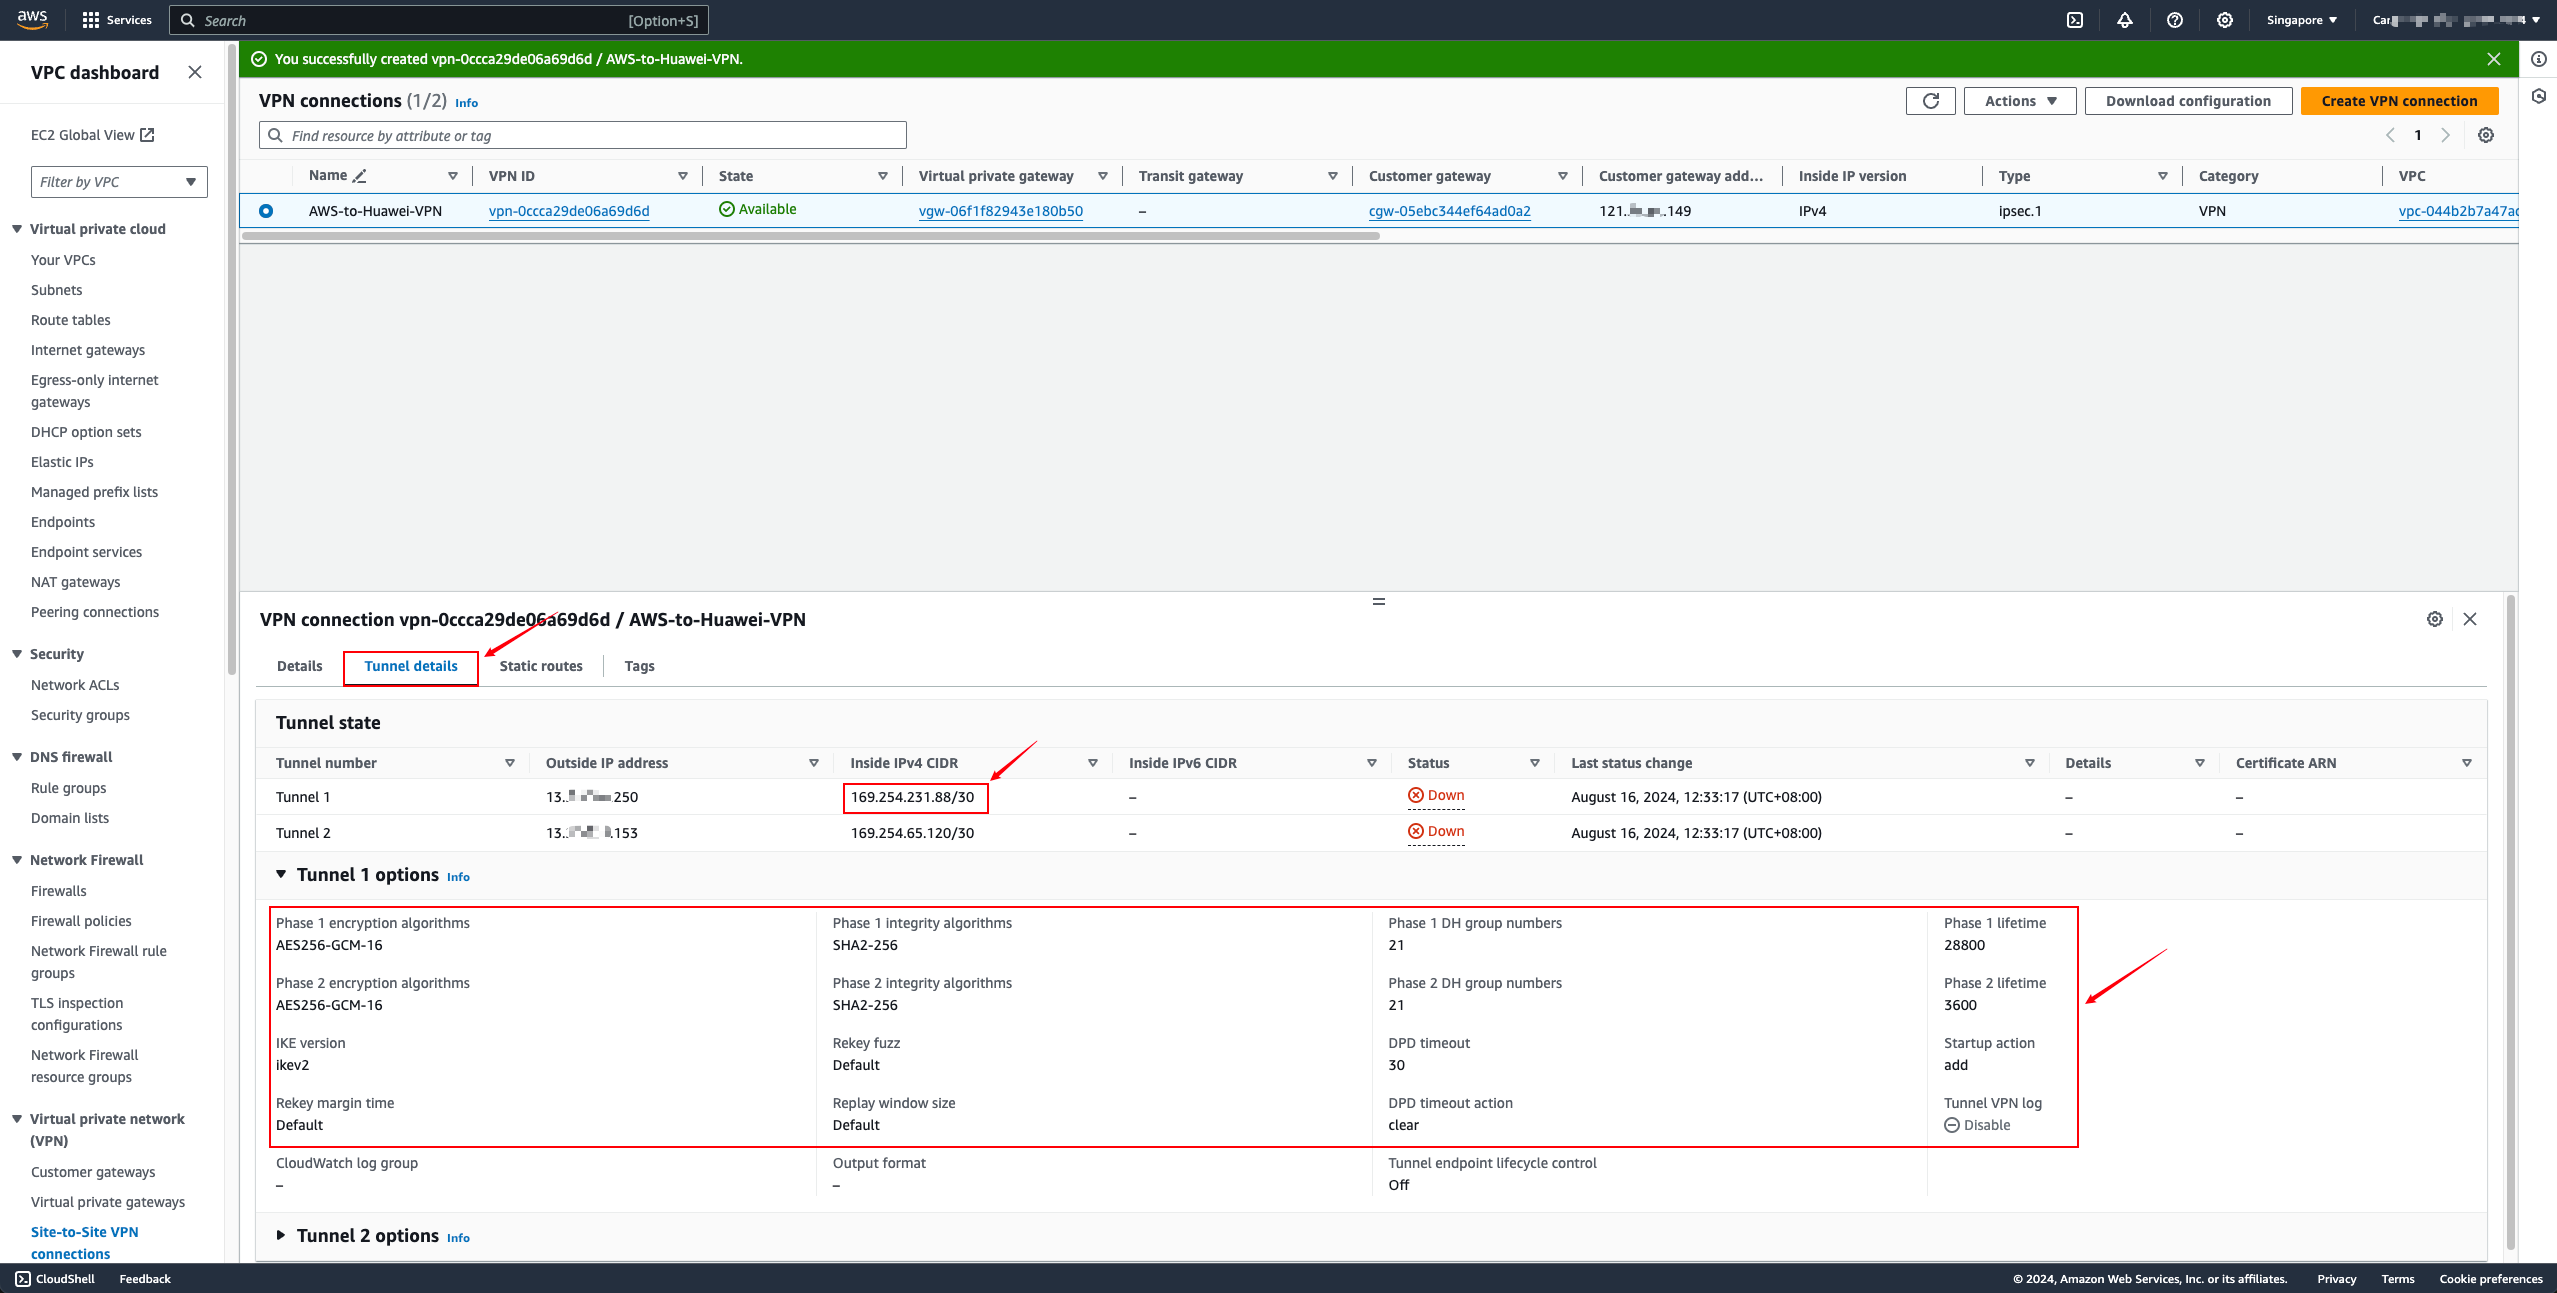 aws
Services
Search
[Option+S]
Singapore
VPC dashboard
EC2 Global View
Filter by VPC
Virtual private cloud
Your VPCs
Subnets
Route tables
Internet gateways
Egress-only internet
gateways
DHCP option sets
Elastic IPs
Managed prefix lists
Endpoints
Endpoint services
NAT gateways
Peering connections
Security
Network ACLs
Security groups
DNS firewall
Rule groups
Domain lists
Network Firewall
Firewalls
Firewall policies
Network Firewall rule
groups
TLS inspection
configurations
Network Firewall
resource groups
Virtual private network
(VPN)
Customer gateways
Virtual private gateways
Site-to-Site VPN
connections
You successfully created vpn-0ccca29de06a69d6d / AWS-to-Huawei-VPN.
VPN connections (1/2) Info
Actions
Download configuration
Create VPN connection
Find resource by attribute or tag
1
Name VPN ID State Virtual private gateway Transit gateway Customer gateway Customer gateway add... Inside IP version Type Category VPC
AWS-to-Huawei-VPN vpn-0ccca29de06a69d6d Available vgw-06f1f82943e180b50 – cgw-05ebc344ef64ad0a2 121. .149 IPv4 ipsec.1 VPN vpc-044b2b7a47ac
VPN connection vpn-0ccca29de06a69d6d / AWS-to-Huawei-VPN
Details Tunnel details Static routes Tags
Tunnel state
Tunnel number Outside IP address Inside IPv4 CIDR Inside IPv6 CIDR Status Last status change Details Certificate ARN
Tunnel 1 13. .250 169.254.231.88/30 – Down August 16, 2024, 12:33:17 (UTC+08:00) – –
Tunnel 2 13. .153 169.254.65.120/30 – Down August 16, 2024, 12:33:17 (UTC+08:00) – –
Tunnel 1 options Info
Phase 1 encryption algorithms Phase 1 integrity algorithms Phase 1 DH group numbers Phase 1 lifetime
AES256-GCM-16 SHA2-256 21 28800
Phase 2 encryption algorithms Phase 2 integrity algorithms Phase 2 DH group numbers Phase 2 lifetime
AES256-GCM-16 SHA2-256 21 3600
IKE version Rekey fuzz DPD timeout Startup action
ikev2 Default 30 add
Rekey margin time Replay window size DPD timeout action Tunnel VPN log
Default Default clear Disable
CloudWatch log group Output format Tunnel endpoint lifecycle control
– – Off
Tunnel 2 options Info
CloudShell Feedback © 2024, Amazon Web Services, Inc. or its affiliates. Privacy Terms Cookie preferences